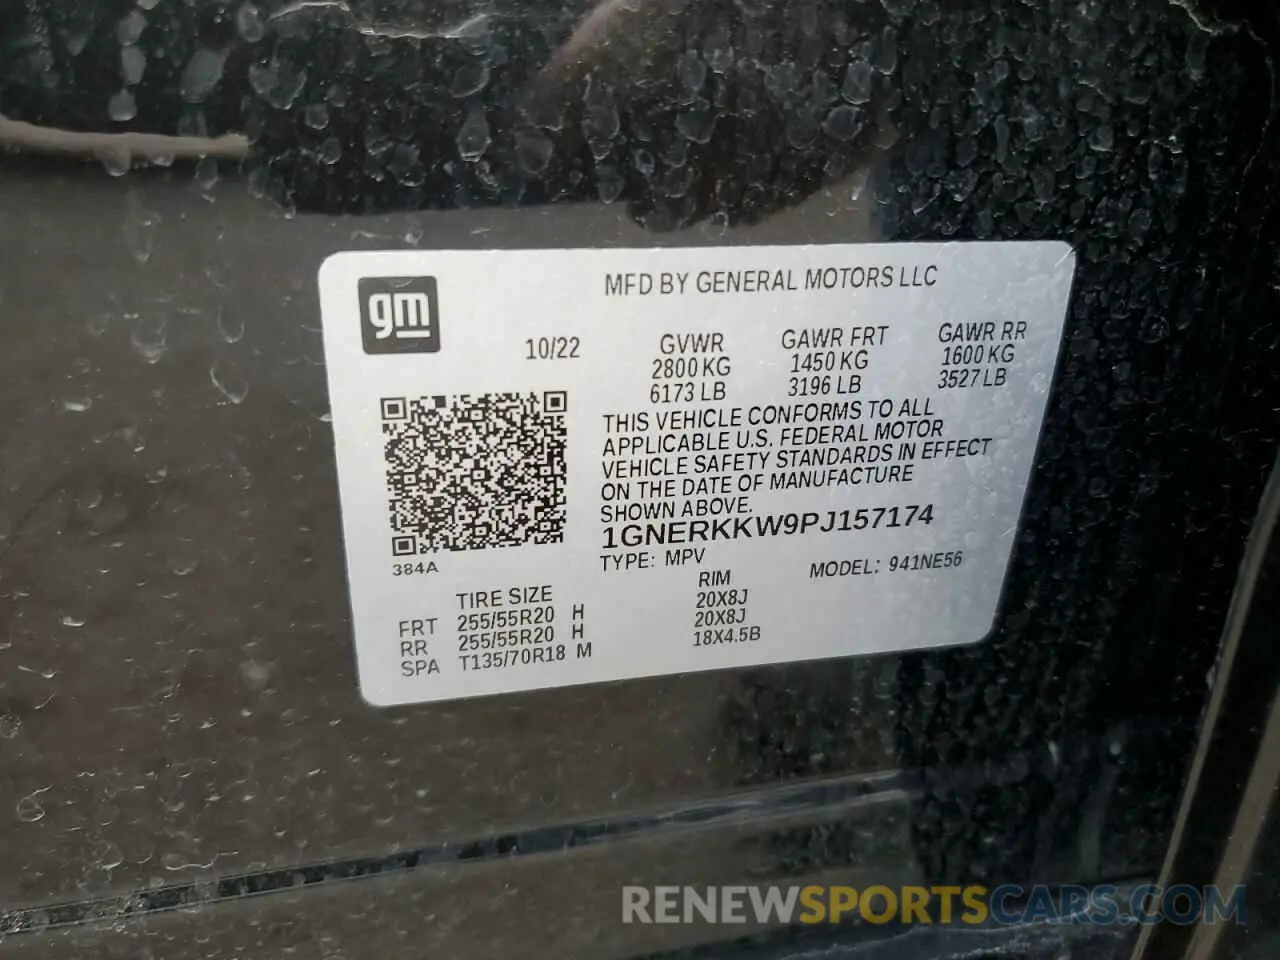 MFD BY GENERAL MOTORS LLC
gm
10/22
GVWR GAWR FRT GAWR RR
2800 KG 1450 KG 1600 KG
6173 LB 3196 LB 3527 LB
THIS VEHICLE CONFORMS TO ALL
APPLICABLE U.S. FEDERAL MOTOR
VEHICLE SAFETY STANDARDS IN EFFECT
ON THE DATE OF MANUFACTURE
SHOWN ABOVE.
1GNERKKW9PJ157174
384A
TYPE: MPV MODEL: 941NE56
TIRE SIZE RIM
FRT 255/55R20 H 20X8J
RR 255/55R20 H 20X8J
SPA T135/70R18 M 18X4.5B
RENEWSPORTSCARS.COM